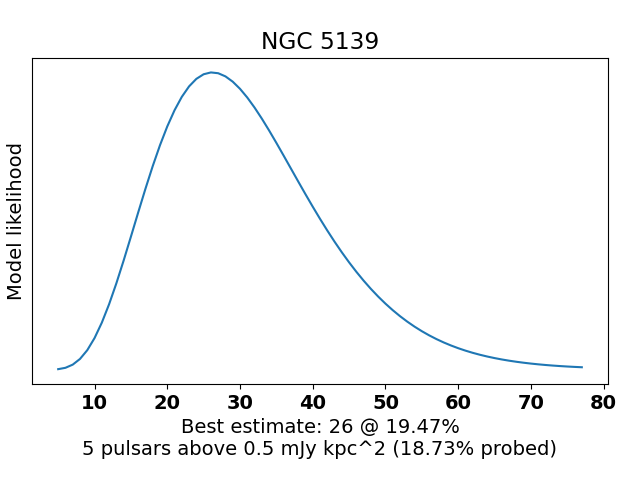 NGC 5139
Model likelihood
10 20 30 40 50 60 70 80
Best estimate: 26 @ 19.47%
5 pulsars above 0.5 mJy kpc^2 (18.73% probed)